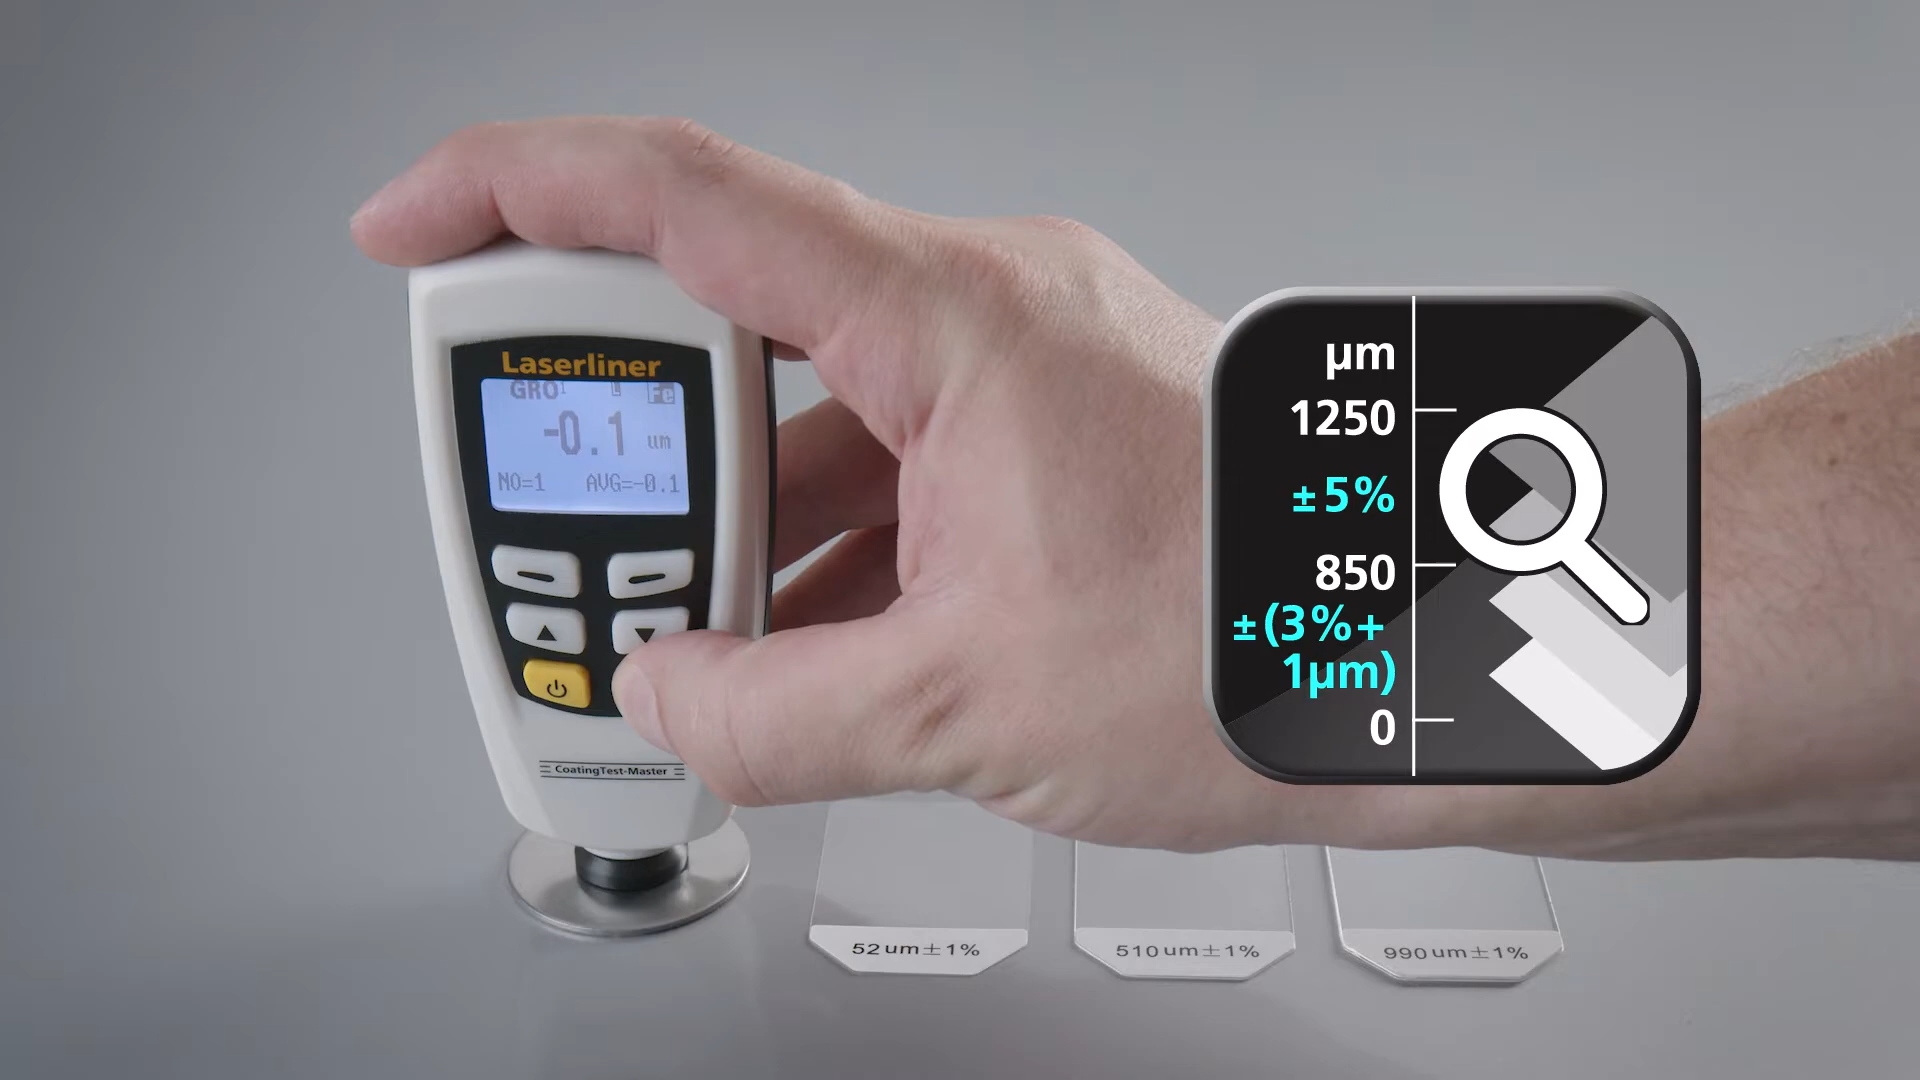 Laserliner
GRO1 Fe
-0.1 um
NO=1 AVG=-0.1
CoatingTest-Master
µm
1250
±5%
850
±(3%+
1µm)
0
52um±1%
510um±1%
990um±1%